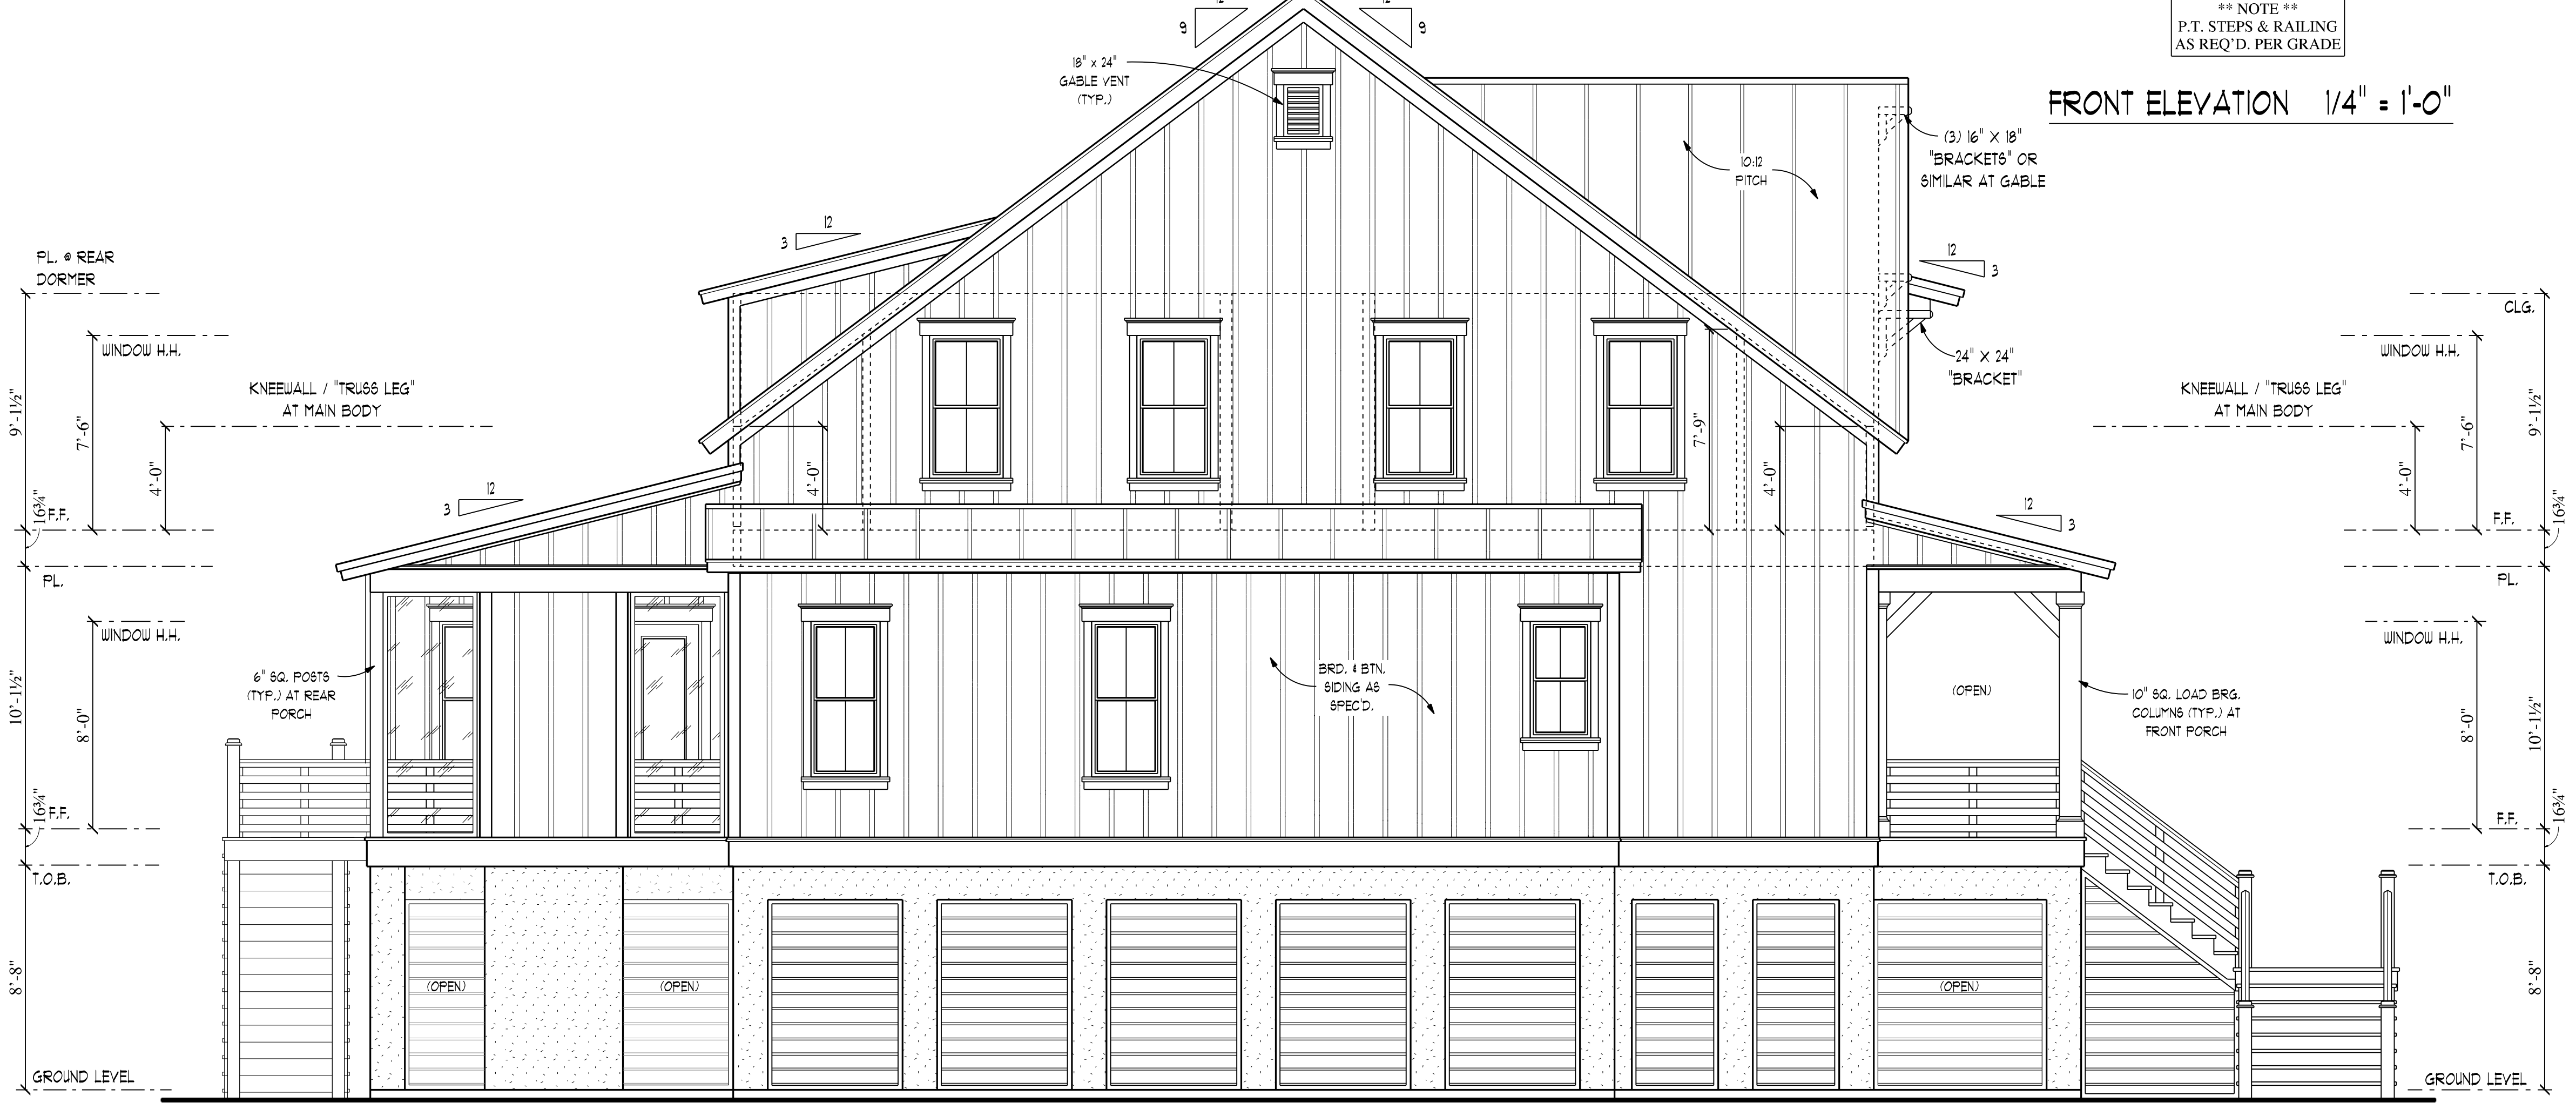 ** NOTE **
P.T. STEPS & RAILING
AS REQ'D. PER GRADE
FRONT ELEVATION 1/4" = 1'-0"
12
9
12
9
18" x 24"
GABLE VENT
(TYP.)
10:12
PITCH
(3) 16" X 18"
"BRACKETS" OR
SIMILAR AT GABLE
12
3
12
3
24" X 24"
"BRACKET"
PL. @ REAR
DORMER
WINDOW H.H.
KNEEWALL / "TRUSS LEG"
AT MAIN BODY
9'-1½"
7'-6"
4'-0"
16¾"
F.F.
PL.
WINDOW H.H.
10'-1½"
8'-0"
16¾"
F.F.
T.O.B.
8'-8"
GROUND LEVEL
12
3
6" SQ. POSTS
(TYP.) AT REAR
PORCH
4'-0"
7'-9"
4'-0"
BRD. & BTN.
SIDING AS
SPEC'D.
12
3
(OPEN)
10" SQ. LOAD BRG.
COLUMNS (TYP.) AT
FRONT PORCH
(OPEN)
(OPEN)
(OPEN)
CLG.
WINDOW H.H.
KNEEWALL / "TRUSS LEG"
AT MAIN BODY
4'-0"
7'-6"
9'-1½"
F.F.
16¾"
PL.
WINDOW H.H.
8'-0"
10'-1½"
F.F.
16¾"
T.O.B.
8'-8"
GROUND LEVEL